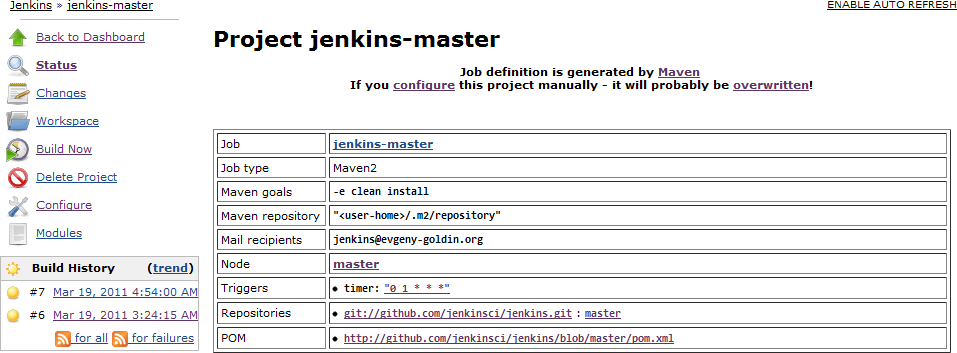 Jenkins » jenkins-master
ENABLE AUTO REFRESH
Back to Dashboard
Status
Changes
Workspace
Build Now
Delete Project
Configure
Modules
Build History (trend)
#7 Mar 19, 2011 4:54:00 AM
#6 Mar 19, 2011 3:24:15 AM
for all for failures
Project jenkins-master
Job definition is generated by Maven
If you configure this project manually - it will probably be overwritten!
Job jenkins-master
Job type Maven2
Maven goals -e clean install
Maven repository "<user-home>/.m2/repository"
Mail recipients jenkins@evgeny-goldin.org
Node master
Triggers • timer: "0 1 * * *"
Repositories • git://github.com/jenkinsci/jenkins.git : master
POM • http://github.com/jenkinsci/jenkins/blob/master/pom.xml